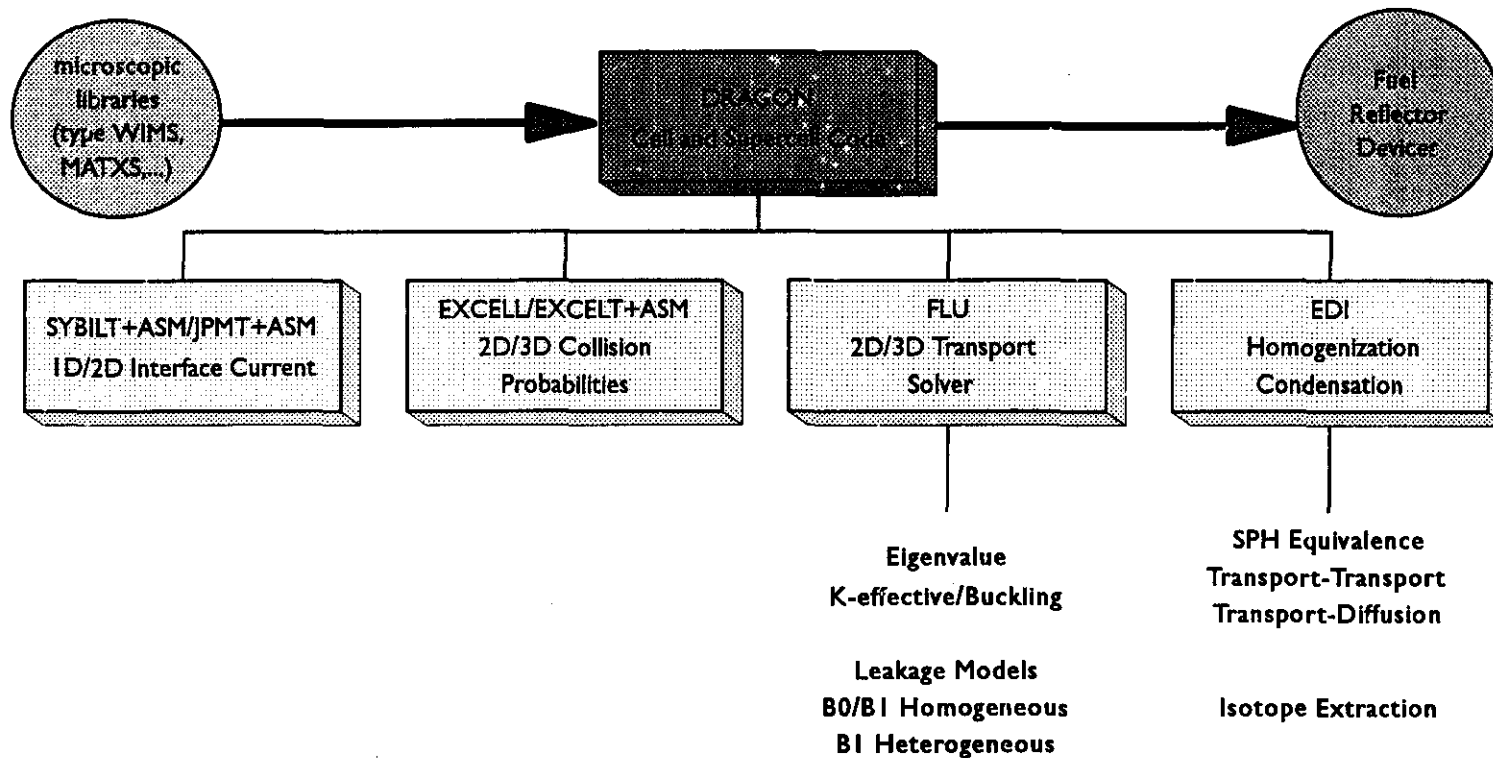 microscopic
libraries
(type WIMS,
MATXS,...)
DRAGON
Cell and Supercell Code
Fuel
Reflector
Devicer
SYBILT+ASM/JPMT+ASM
1D/2D Interface Current
EXCELL/EXCELT+ASM
2D/3D Collision
Probabilities
FLU
2D/3D Transport
Solver
EDI
Homogenization
Condensation
Eigenvalue
K-effective/Buckling
Leakage Models
B0/B1 Homogeneous
B1 Heterogeneous
SPH Equivalence
Transport-Transport
Transport-Diffusion
Isotope Extraction